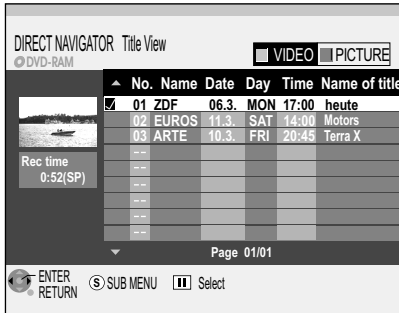 DIRECT NAVIGATOR Title View
DVD-RAM
VIDEO PICTURE
No. Name Date Day Time Name of title
01 ZDF 06.3. MON 17:00 heute
02 EUROS 11.3. SAT 14:00 Motors
03 ARTE 10.3. FRI 20:45 Terra X
--
--
--
--
--
--
Rec time
0:52(SP)
Page 01/01
ENTER
RETURN
S SUB MENU Select